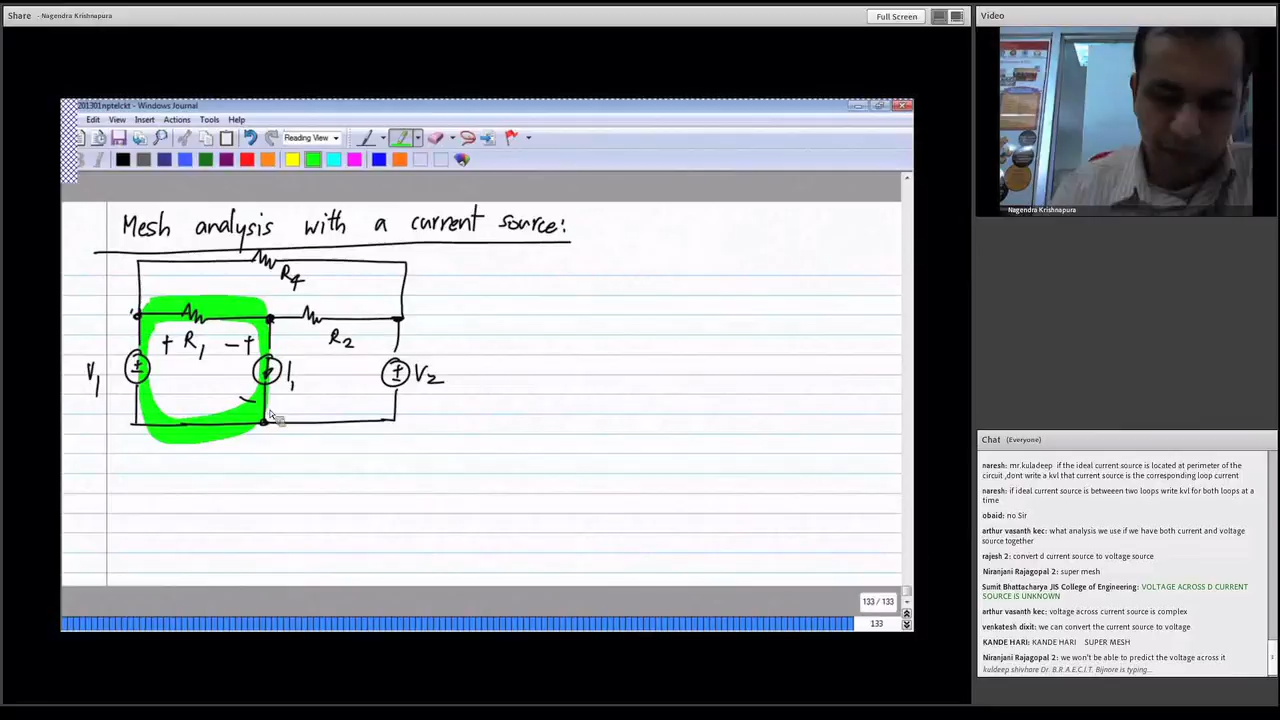 Share - Nagendra Krishnapura
Full Screen
Video
201301nptelckt - Windows Journal
Edit View Insert Actions Tools Help
Reading View
Mesh analysis with a current source:
R4
+ R1 - +
R2
V1
I1
V2
133 / 133
133
Nagendra Krishnapura
Chat (Everyone)
naresh: mr.kuladeep if the ideal current source is located at perimeter of the
circuit ,dont write a kvl that current source is the corresponding loop current
naresh: if ideal current source is betweeen two loops write kvl for both loops at a
time
obaid: no Sir
arthur vasanth kec: what analysis we use if we have both current and voltage
source together
rajesh 2: convert d current source to voltage source
Niranjani Rajagopal 2: super mesh
Sumit Bhattacharya JIS College of Engineering: VOLTAGE ACROSS D CURRENT
SOURCE iS UNKNOWN
arthur vasanth kec: voltage across current source is complex
venkatesh dixit: we can convert the current source to voltage
KANDE HARI: KANDE HARI SUPER MESH
Niranjani Rajagopal 2: we won't be able to predict the voltage across it
kuldeep shivhare Dr. B.R.A.E.C.I.T. Bijnore is typing...